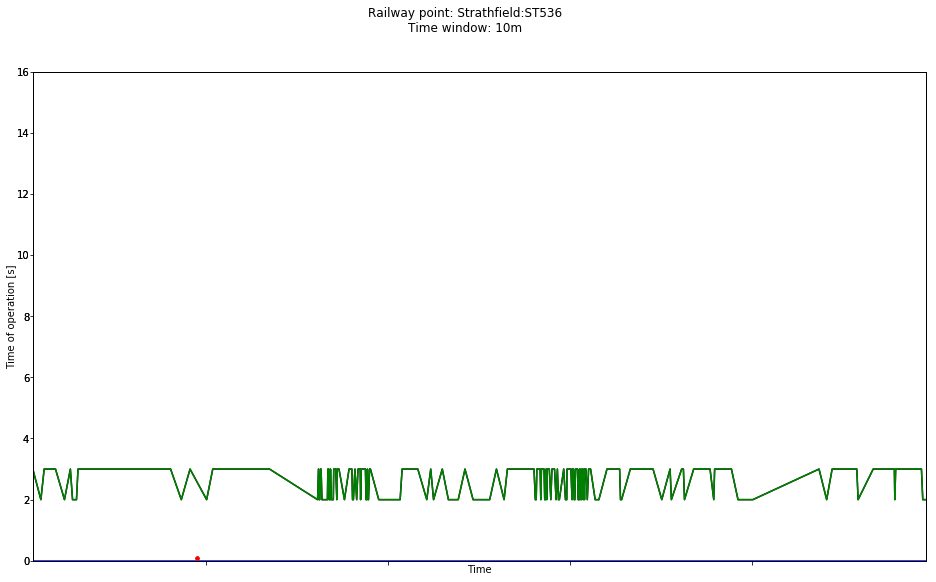 Railway point: Strathfield:ST536
Time window: 10m
16
14
12
10
8
6
4
2
0
Time of operation [s]
Time